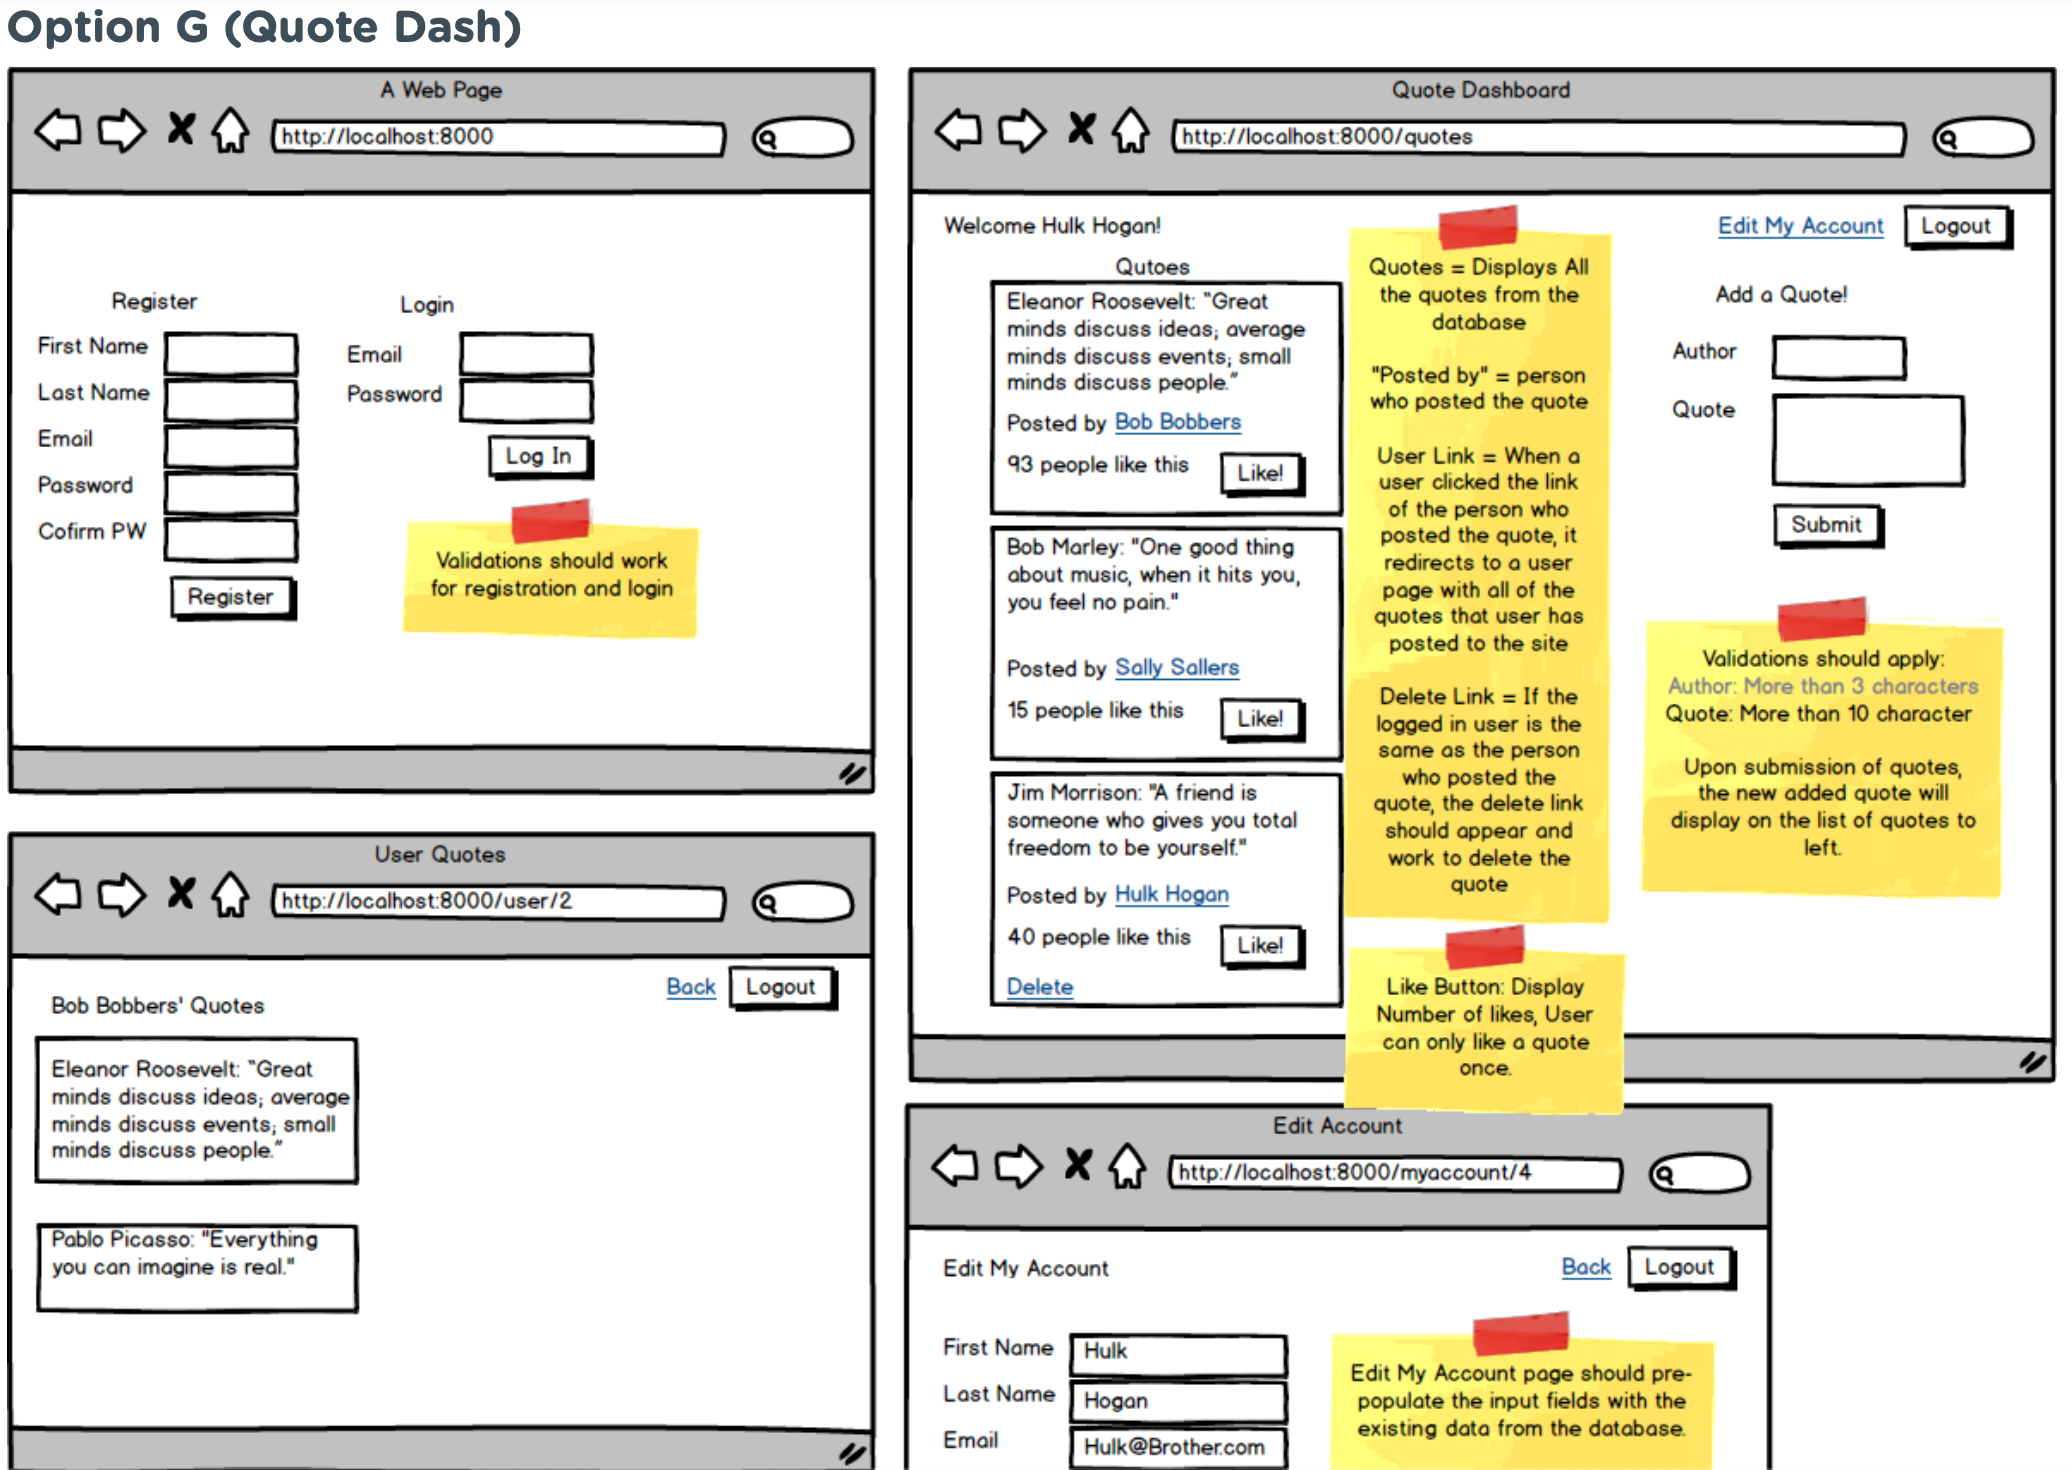 Option G (Quote Dash)
A Web Page
http://localhost:8000
Register
First Name
Last Name
Email
Password
Cofirm PW
Register
Login
Email
Password
Log In
Validations should work
for registration and login
Quote Dashboard
http://localhost:8000/quotes
Welcome Hulk Hogan!
Edit My Account
Logout
Qutoes
Eleanor Roosevelt: "Great
minds discuss ideas; average
minds discuss events; small
minds discuss people."
Posted by Bob Bobbers
93 people like this
Like!
Bob Marley: "One good thing
about music, when it hits you,
you feel no pain."
Posted by Sally Sallers
15 people like this
Like!
Jim Morrison: "A friend is
someone who gives you total
freedom to be yourself."
Posted by Hulk Hogan
40 people like this
Like!
Delete
Quotes = Displays All
the quotes from the
database
"Posted by" = person
who posted the quote
User Link = When a
user clicked the link
of the person who
posted the quote, it
redirects to a user
page with all of the
quotes that user has
posted to the site
Delete Link = If the
logged in user is the
same as the person
who posted the
quote, the delete link
should appear and
work to delete the
quote
Like Button: Display
Number of likes, User
can only like a quote
once.
Add a Quote!
Author
Quote
Submit
Validations should apply:
Author: More than 3 characters
Quote: More than 10 character
Upon submission of quotes,
the new added quote will
display on the list of quotes to
left.
User Quotes
http://localhost:8000/user/2
Back
Logout
Bob Bobbers' Quotes
Eleanor Roosevelt: "Great
minds discuss ideas; average
minds discuss events; small
minds discuss people."
Pablo Picasso: "Everything
you can imagine is real."
Edit Account
http://localhost:8000/myaccount/4
Edit My Account
Back
Logout
First Name
Hulk
Last Name
Hogan
Email
Hulk@Brother.com
Edit My Account page should pre-
populate the input fields with the
existing data from the database.